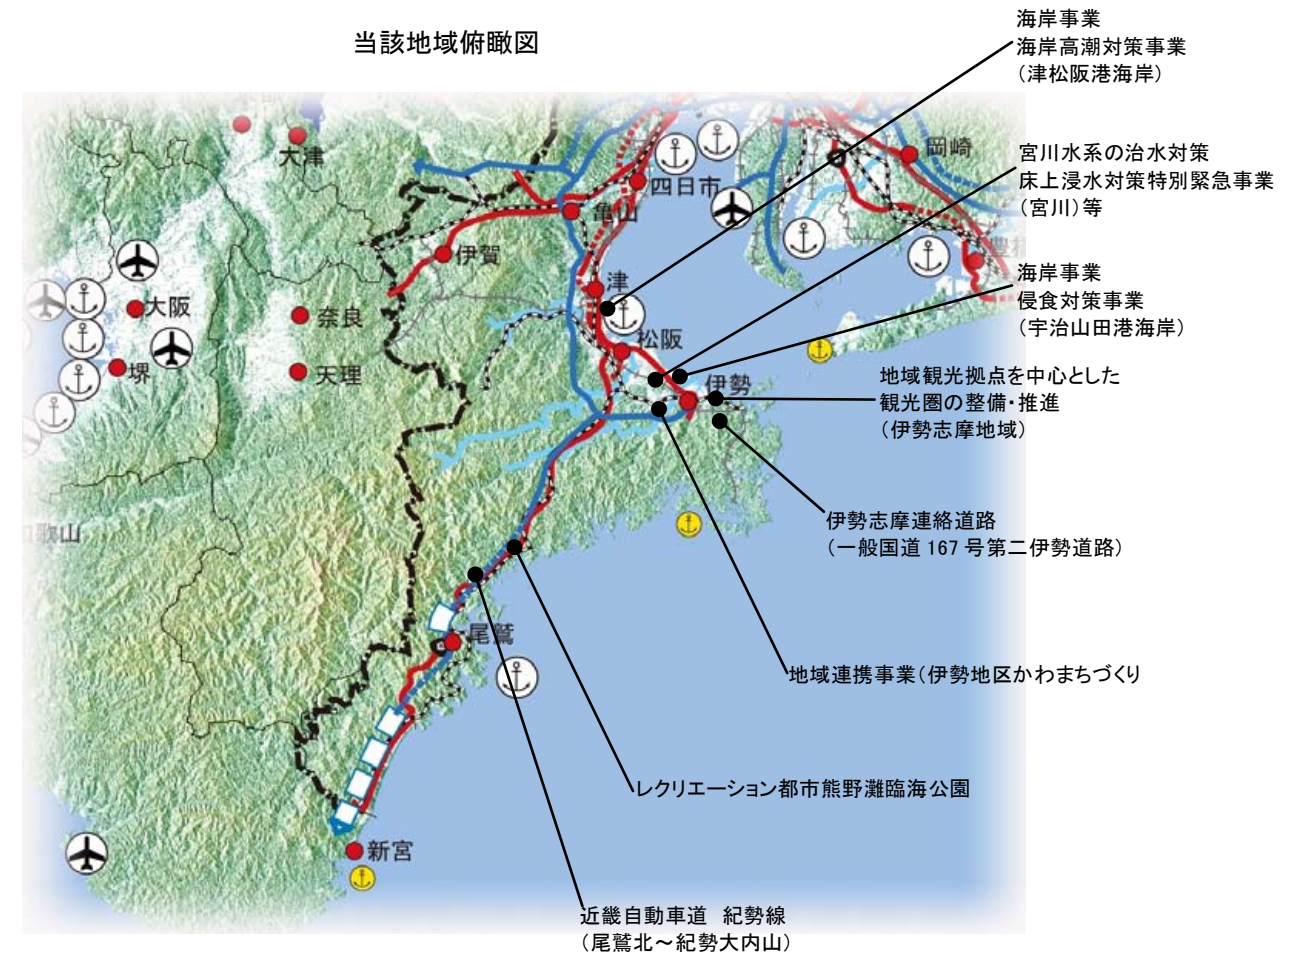 当該地域俯瞰図
海岸事業
海岸高潮対策事業
（津松阪港海岸）
宮川水系の治水対策
床上浸水対策特別緊急事業
（宮川）等
海岸事業
侵食対策事業
（宇治山田港海岸）
地域観光拠点を中心とした
観光圏の整備・推進
（伊勢志摩地域）
伊勢志摩連絡道路
（一般国道 167 号第二伊勢道路）
地域連携事業（伊勢地区かわまちづくり
レクリエーション都市熊野灘臨海公園
近畿自動車道　紀勢線
（尾鷲北～紀勢大内山）
大津
四日市
岡崎
亀山
伊賀
津
大阪
奈良
松阪
堺
天理
伊勢
歌山
尾鷲
新宮